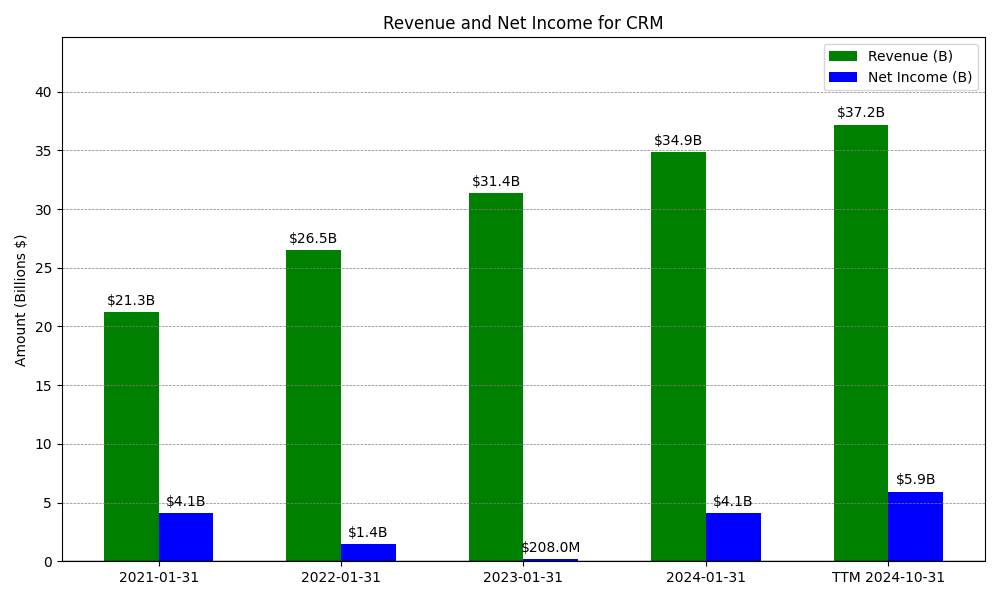 Revenue and Net Income for CRM
Revenue (B)
Net Income (B)
Amount (Billions $)
40
35
30
25
20
15
10
5
0
$21.3B
$4.1B
$26.5B
$1.4B
$31.4B
$208.0M
$34.9B
$4.1B
$37.2B
$5.9B
2021-01-31
2022-01-31
2023-01-31
2024-01-31
TTM 2024-10-31